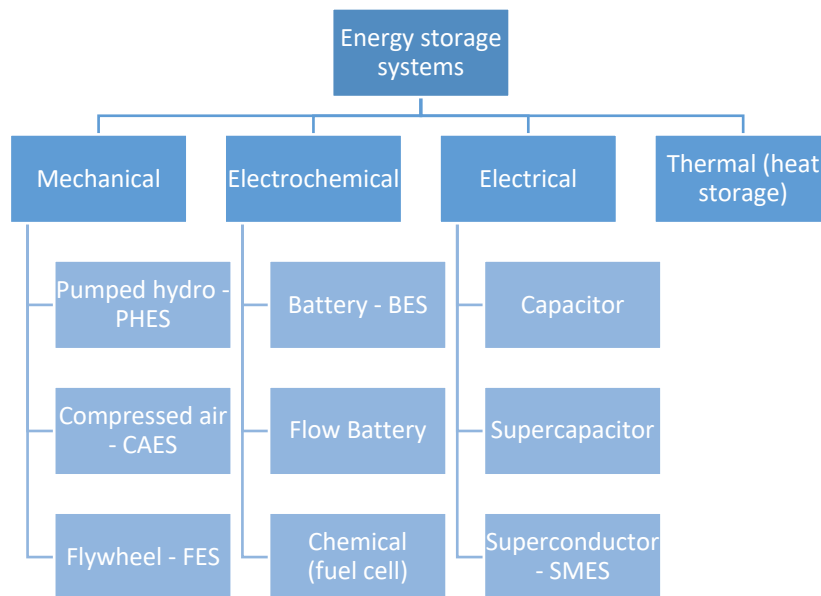 Energy storage
systems
Mechanical
Electrochemical
Electrical
Thermal (heat
storage)
Pumped hydro -
PHES
Battery - BES
Capacitor
Compressed air
- CAES
Flow Battery
Supercapacitor
Flywheel - FES
Chemical
(fuel cell)
Superconductor
- SMES